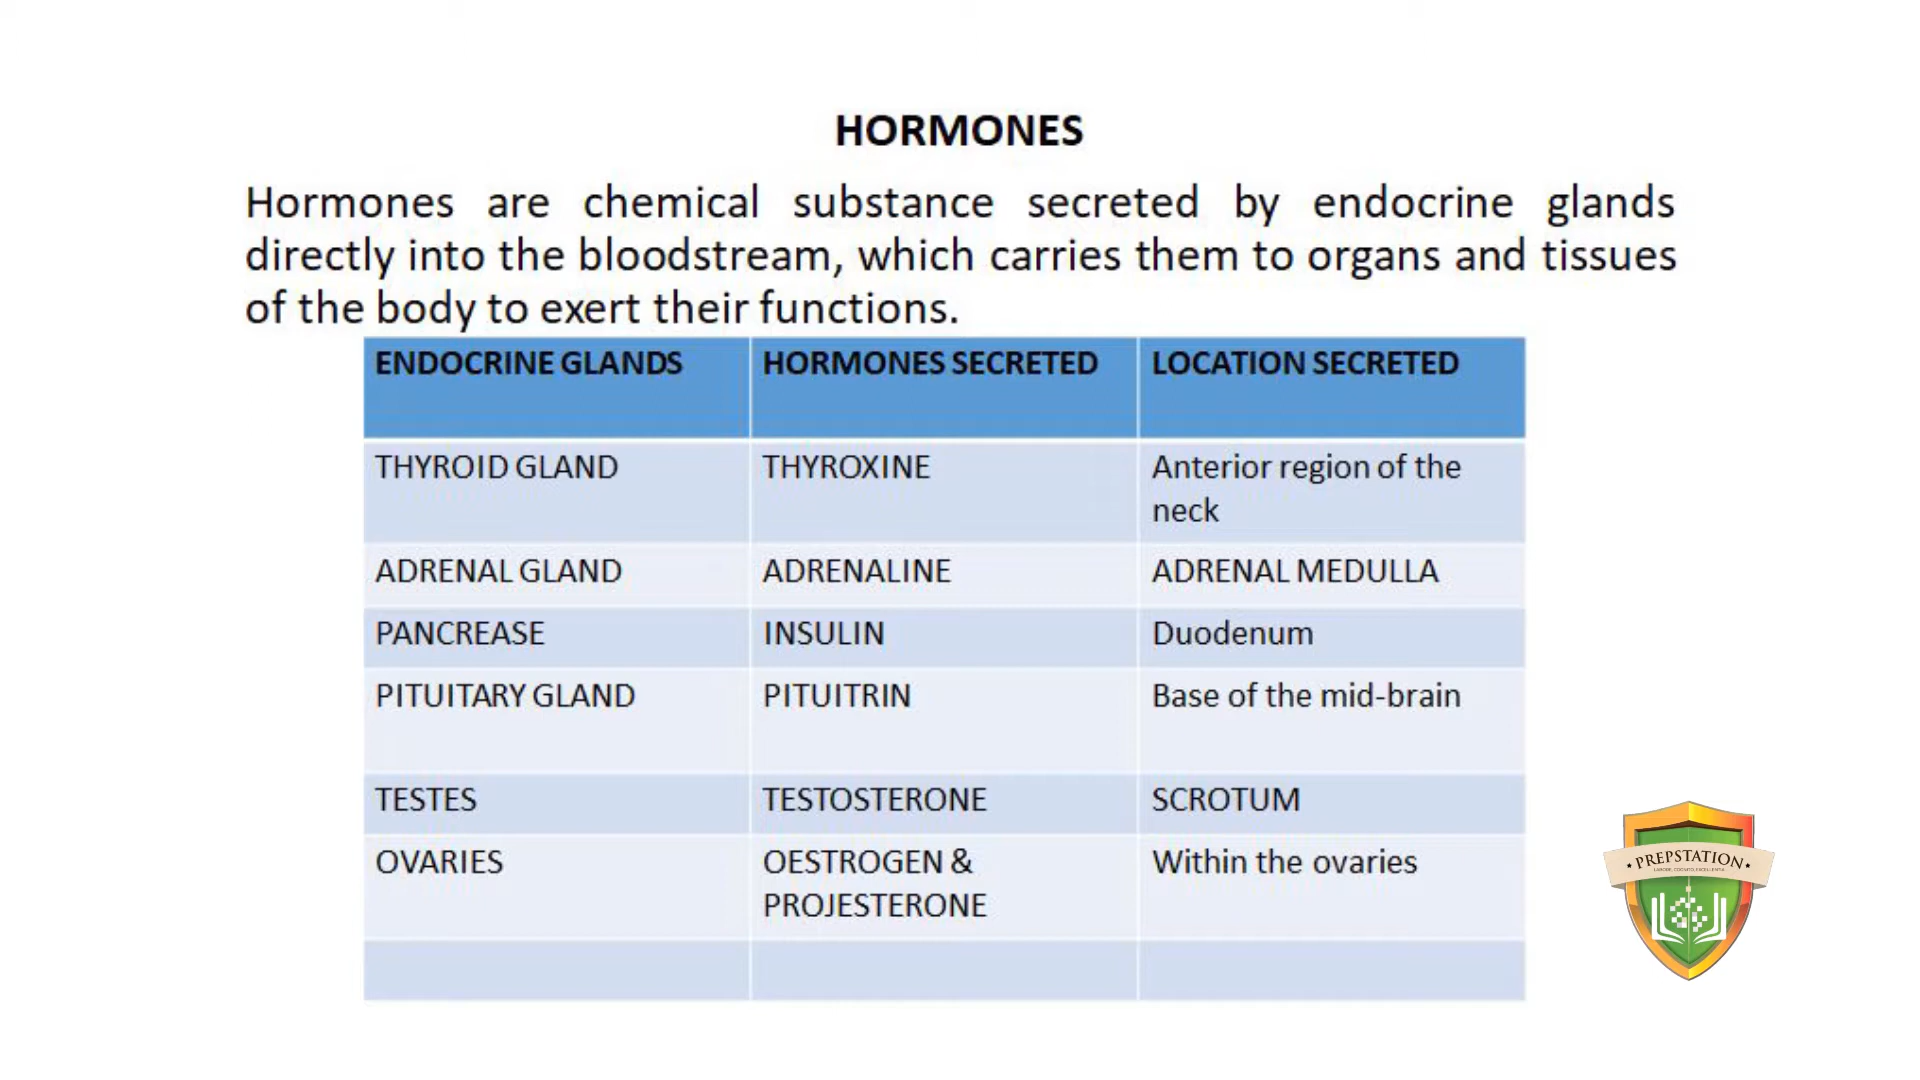 HORMONES
Hormones are chemical substance secreted by endocrine glands
directly into the bloodstream, which carries them to organs and tissues
of the body to exert their functions.
ENDOCRINE GLANDS HORMONES SECRETED LOCATION SECRETED
THYROID GLAND THYROXINE Anterior region of the
neck
ADRENAL GLAND ADRENALINE ADRENAL MEDULLA
PANCREASE INSULIN Duodenum
PITUITARY GLAND PITUITRIN Base of the mid-brain
TESTES TESTOSTERONE SCROTUM
OVARIES OESTROGEN & Within the ovaries
PROJESTERONE
PREPSTATION